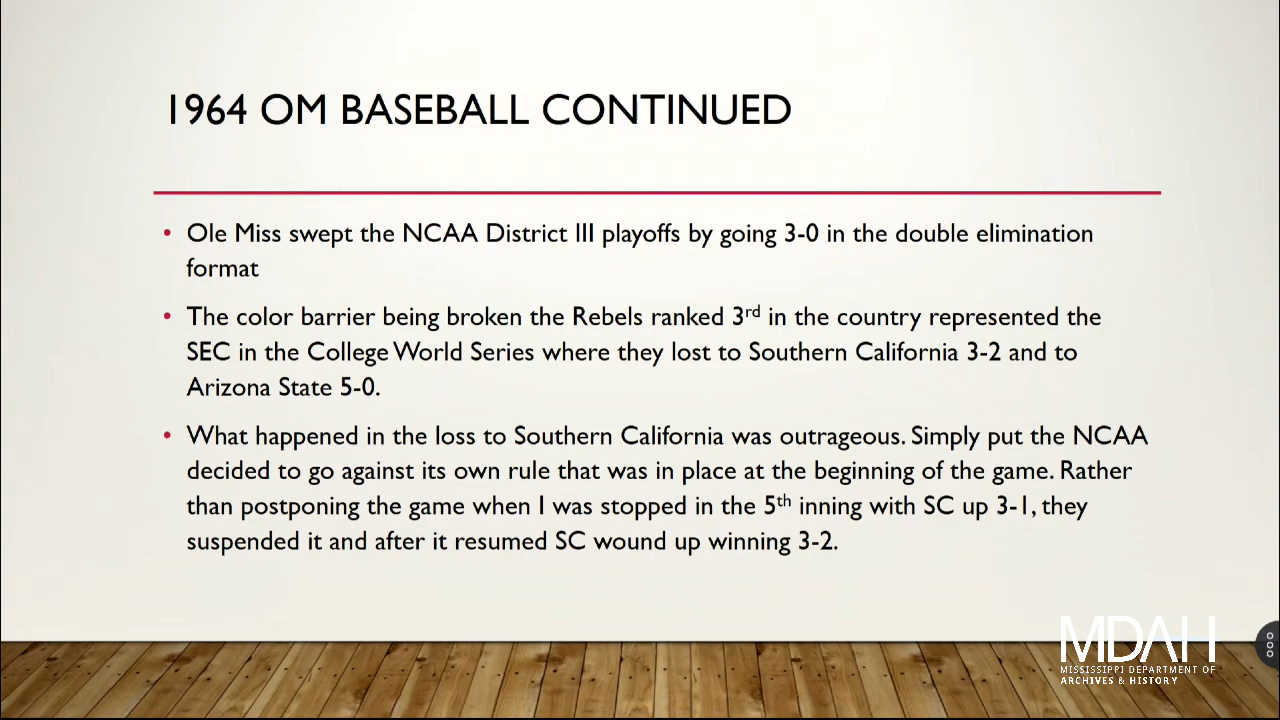 1964 OM BASEBALL CONTINUED
• Ole Miss swept the NCAA District III playoffs by going 3-0 in the double elimination
format
• The color barrier being broken the Rebels ranked 3rd in the country represented the
SEC in the College World Series where they lost to Southern California 3-2 and to
Arizona State 5-0.
• What happened in the loss to Southern California was outrageous. Simply put the NCAA
decided to go against its own rule that was in place at the beginning of the game. Rather
than postponing the game when I was stopped in the 5th inning with SC up 3-1, they
suspended it and after it resumed SC wound up winning 3-2.
MDAH
MISSISSIPPI DEPARTMENT OF
ARCHIVES & HISTORY